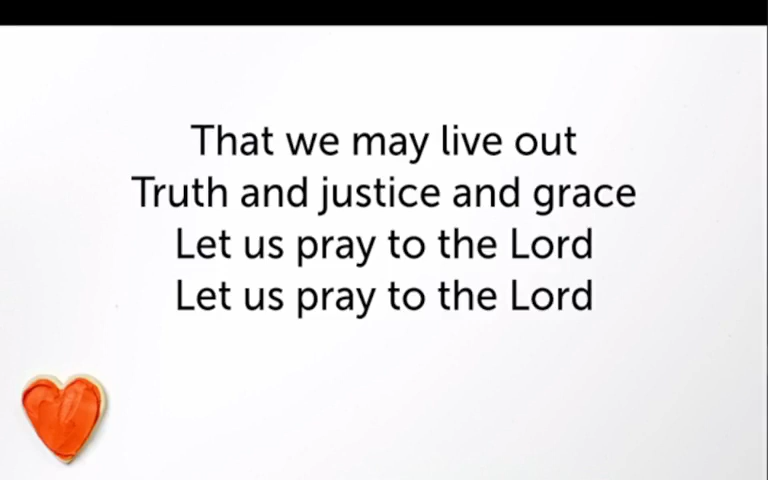 That we may live out
Truth and justice and grace
Let us pray to the Lord
Let us pray to the Lord